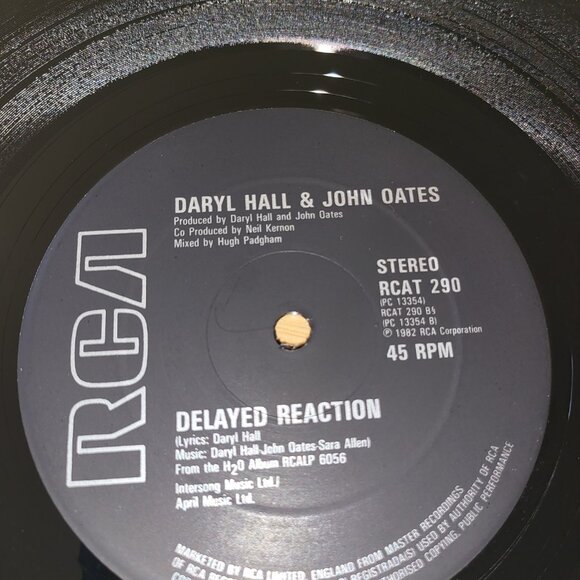 RCA
DARYL HALL & JOHN OATES
Produced by Daryl Hall and John Oates
Co Produced by Neil Kernon
Mixed by Hugh Padgham
STEREO
RCAT 290
(PC 13354)
RCAT 290 B§
(PC 13354 B)
℗ 1982 RCA Corporation
45 RPM
DELAYED REACTION
(Lyrics: Daryl Hall
Music: Daryl Hall-John Oates-Sara Allen)
From the H₂O Album RCALP 6056
Intersong Music Ltd./
April Music Ltd.
MARKETED BY RCA LIMITED, ENGLAND FROM MASTER RECORDINGS
OF RCA USED BY AUTHORITY OF RCA
COPYING, PUBLIC PERFORMANCE